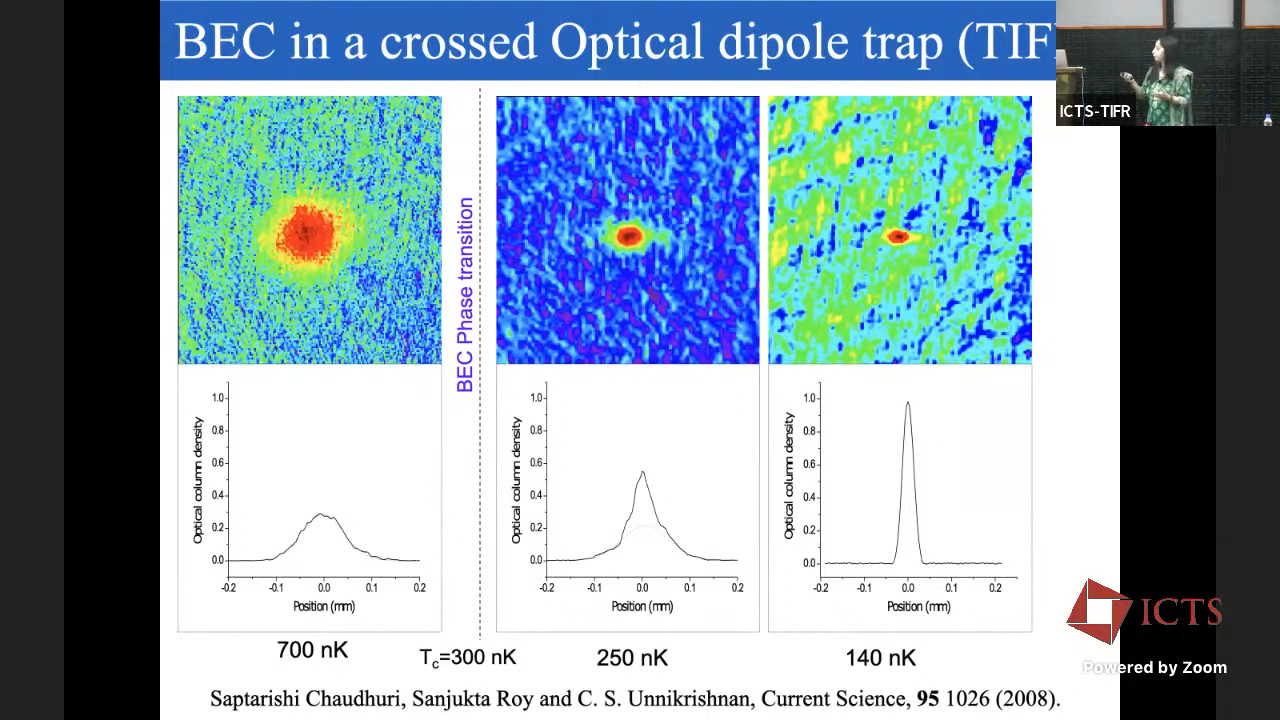 BEC in a crossed Optical dipole trap (TIF
ICTS-TIFR
BEC Phase transition
Optical column density
1.0
0.8
0.6
0.4
0.2
0.0
-0.2 -0.1 0.0 0.1 0.2
Position (mm)
Optical column density
1.0
0.8
0.6
0.4
0.2
0.0
-0.2 -0.1 0.0 0.1 0.2
Position (mm)
Optical column density
1.0
0.8
0.6
0.4
0.2
0.0
-0.2 -0.1 0.0 0.1 0.2
Position (mm)
700 nK
Tc=300 nK
250 nK
140 nK
ICTS
Powered by Zoom
Saptarishi Chaudhuri, Sanjukta Roy and C. S. Unnikrishnan, Current Science, 95 1026 (2008).